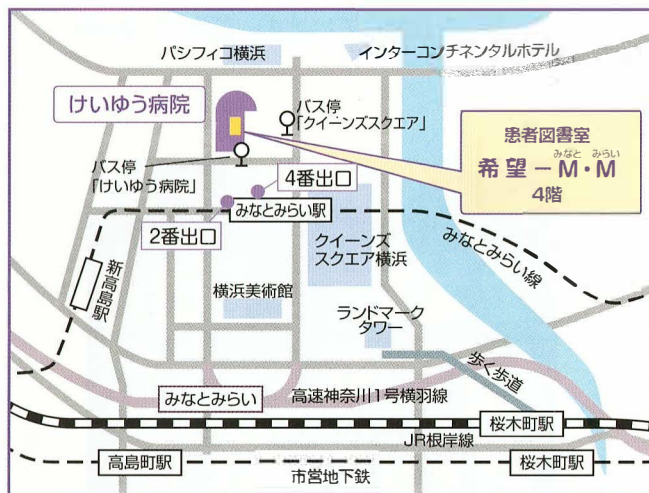 パシフィコ横浜
インターコンチネンタルホテル
けいゆう病院
バス停
「クイーンズスクエア」
患者図書室
みなと みらい
希望－M・M
4階
バス停
「けいゆう病院」
4番出口
みなとみらい駅
2番出口
クイーンズ
スクエア横浜
みなとみらい線
新高島駅
横浜美術館
ランドマーク
タワー
歩く歩道
みなとみらい
高速神奈川1号横羽線
桜木町駅
JR根岸線
高島町駅
市営地下鉄
桜木町駅